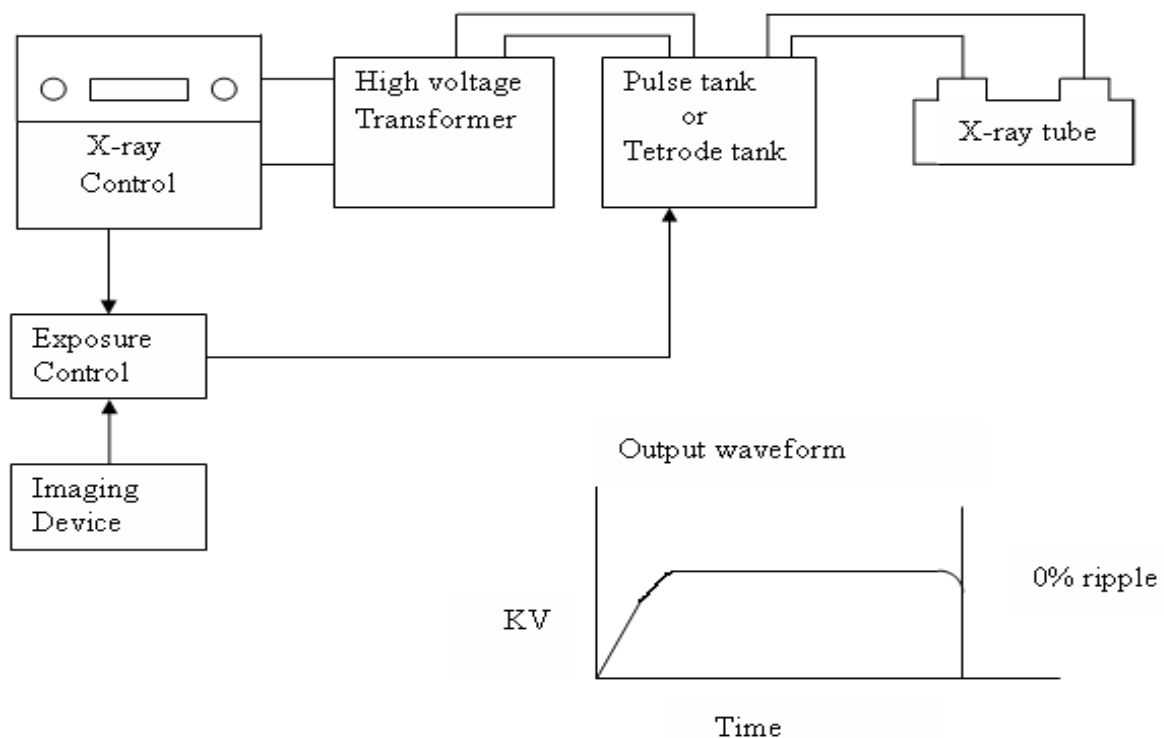 X-ray
Control
High voltage
Transformer
Pulse tank
or
Tetrode tank
X-ray tube
Exposure
Control
Imaging
Device
Output waveform
KV
0% ripple
Time